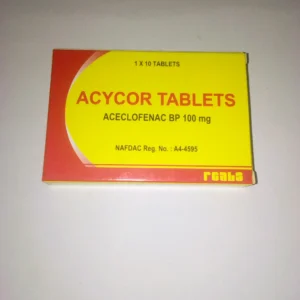 1 X 10 TABLETS
ACYCOR TABLETS
ACECLOFENAC BP 100 mg
NAFDAC Reg. No.: A4-4595
reals